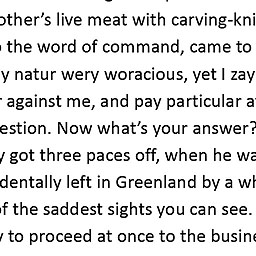 other’s live meat with carving-kni
the word of command, came to
natur wery woracious, yet I zay
against me, and pay particular a
estion. Now what’s your answer?
got three paces off, when he wa
dentally left in Greenland by a wh
of the saddest sights you can see.
to proceed at once to the busine